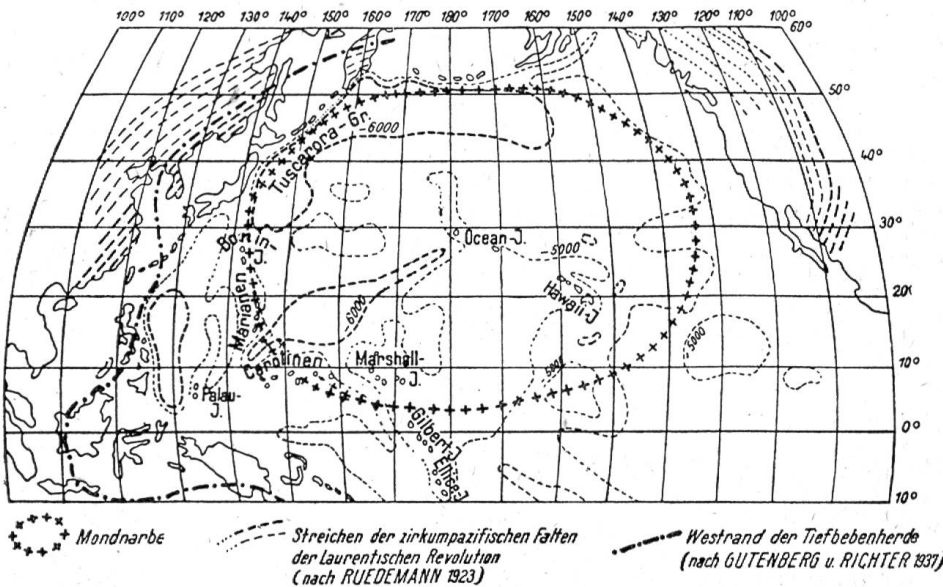 100° 110° 120° 130° 140° 150° 160° 170° 180° 170° 160° 150° 140° 130° 120° 110° 100°
60°
50°
-6000
Tuscarora-Gr.
40°
30°
Bonin J.
Ocean-J.
-5000
Marianen
Hawaii-J.
20°
-6000
5000
Carolinen
Marshall-J.
5000
10°
Palau-J.
Gilbert J.
Ellice J.
0°
10°
Mondnarbe
Streichen der zirkumpazifischen Falten
der Laurentischen Revolution
(nach RUEDEMANN 1923)
Westrand der Tiefbebenherde
(nach GUTENBERG u. RICHTER 1937)